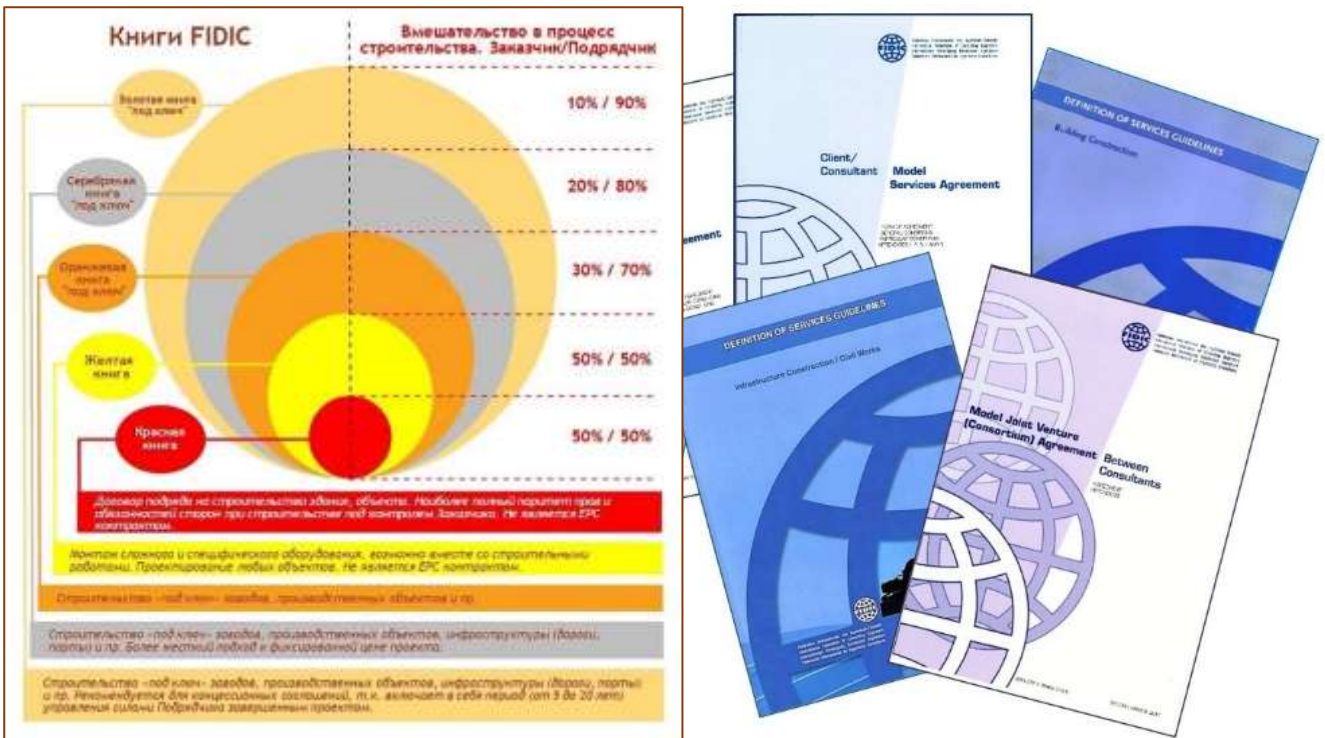 Книги FIDIC
Вмешательство в процесс
строительства. Заказчик/Подрядчик
Золотая книга
"под ключ"
10% / 90%
Серебряная
книга
"под ключ"
20% / 80%
Оранжевая
книга
"под ключ"
30% / 70%
Желтая
книга
50% / 50%
Красная
книга
50% / 50%
Договор подряда на строительство здания, объекта. Наиболее полный паритет прав и
обязанностей сторон при строительстве под контролем Заказчика. Не является EPC
контрактом.
Монтаж сложного и специфического оборудования, возможно вместе со строительными
работами. Проектирование любых объектов. Не является EPC контрактом.
Строительство «под ключ» заводов, производственных объектов и пр.
Строительство «под ключ» заводов, производственных объектов, инфраструктуры (дороги,
порты) и пр. Более жесткий подход к фиксированной цене проекта.
Строительство «под ключ» заводов, производственных объектов, инфраструктуры (дороги, порты)
и пр. Рекомендуется для концессионных соглашений, т.к. включает в себя период (от 5 до 20 лет)
управления силами Подрядчика завершенным проектом.
FIDIC
Client/
Consultant
Model
Services Agreement
DEFINITION OF SERVICES GUIDELINES
Building Construction
DEFINITION OF SERVICES GUIDELINES
Infrastructure Construction / Civil Works
FIDIC
Model Joint Venture
(Consortium) Agreement
Between
Consultants